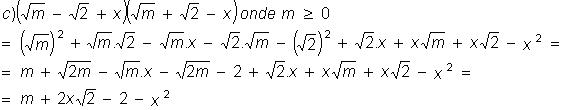 c)(√m − √2 + x)(√m + √2 − x) onde m ≥ 0
= (√m)² + √m.√2 − √m.x − √2.√m − (√2)² + √2.x + x√m + x√2 − x² =
= m + √2m − √m.x − √2m − 2 + √2.x + x√m + x√2 − x² =
= m + 2x√2 − 2 − x²